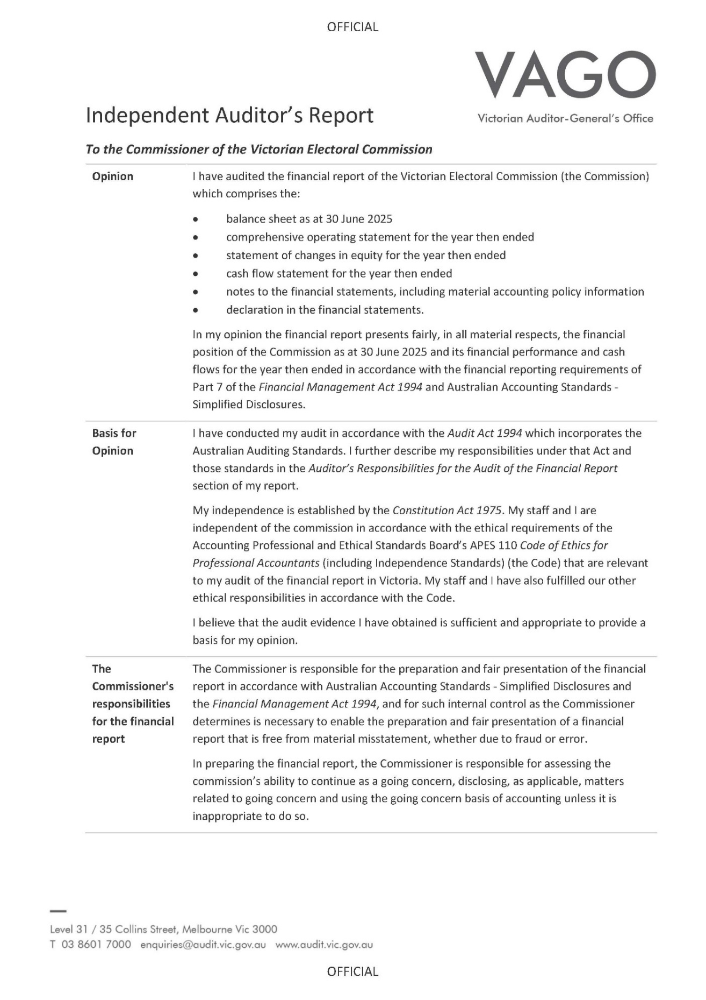 OFFICIAL
VAGO
Victorian Auditor-General's Office
Independent Auditor’s Report
To the Commissioner of the Victorian Electoral Commission
Opinion
I have audited the financial report of the Victorian Electoral Commission (the Commission)
which comprises the:
• balance sheet as at 30 June 2025
• comprehensive operating statement for the year then ended
• statement of changes in equity for the year then ended
• cash flow statement for the year then ended
• notes to the financial statements, including material accounting policy information
• declaration in the financial statements.
In my opinion the financial report presents fairly, in all material respects, the financial
position of the Commission as at 30 June 2025 and its financial performance and cash
flows for the year then ended in accordance with the financial reporting requirements of
Part 7 of the Financial Management Act 1994 and Australian Accounting Standards -
Simplified Disclosures.
Basis for
Opinion
I have conducted my audit in accordance with the Audit Act 1994 which incorporates the
Australian Auditing Standards. I further describe my responsibilities under that Act and
those standards in the Auditor’s Responsibilities for the Audit of the Financial Report
section of my report.
My independence is established by the Constitution Act 1975. My staff and I are
independent of the commission in accordance with the ethical requirements of the
Accounting Professional and Ethical Standards Board’s APES 110 Code of Ethics for
Professional Accountants (including Independence Standards) (the Code) that are relevant
to my audit of the financial report in Victoria. My staff and I have also fulfilled our other
ethical responsibilities in accordance with the Code.
I believe that the audit evidence I have obtained is sufficient and appropriate to provide a
basis for my opinion.
The
Commissioner's
responsibilities
for the financial
report
The Commissioner is responsible for the preparation and fair presentation of the financial
report in accordance with Australian Accounting Standards - Simplified Disclosures and
the Financial Management Act 1994, and for such internal control as the Commissioner
determines is necessary to enable the preparation and fair presentation of a financial
report that is free from material misstatement, whether due to fraud or error.
In preparing the financial report, the Commissioner is responsible for assessing the
commission’s ability to continue as a going concern, disclosing, as applicable, matters
related to going concern and using the going concern basis of accounting unless it is
inappropriate to do so.
Level 31 / 35 Collins Street, Melbourne Vic 3000
T 03 8601 7000 enquiries@audit.vic.gov.au www.audit.vic.gov.au
OFFICIAL